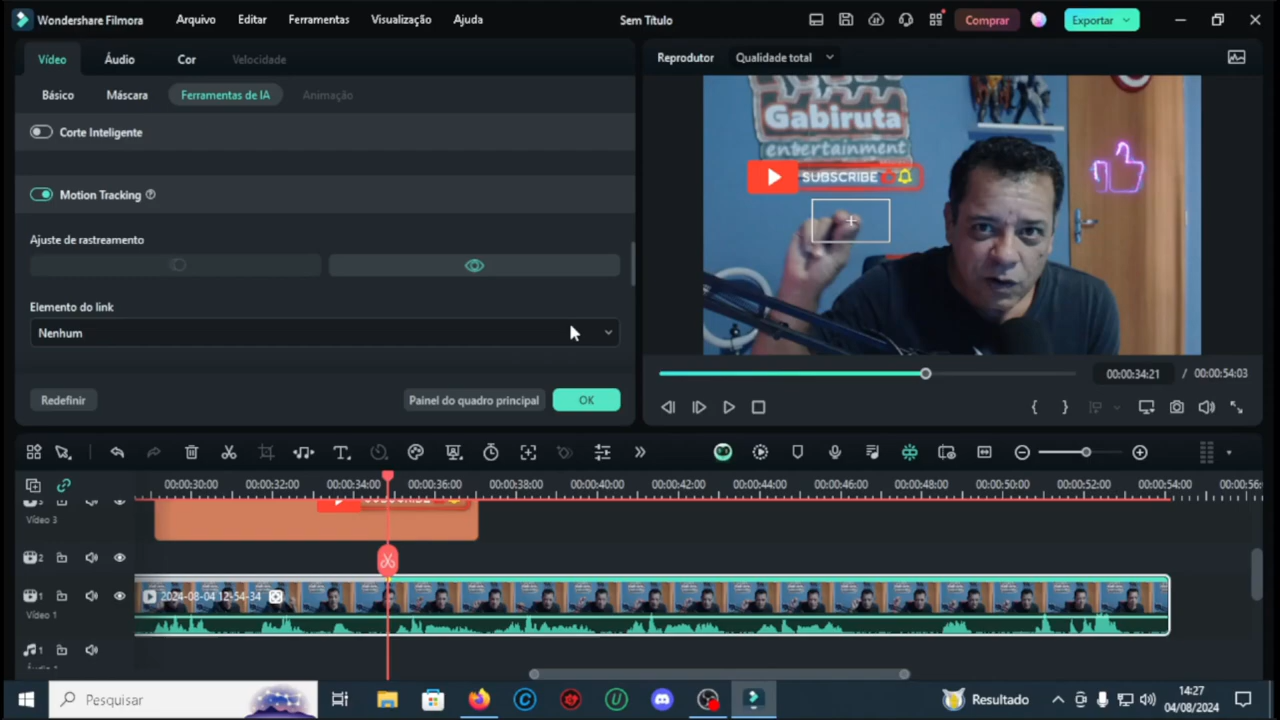 Wondershare Filmora
Arquivo
Editar
Ferramentas
Visualização
Ajuda
Sem Título
Comprar
Exportar
Vídeo
Áudio
Cor
Velocidade
Reprodutor
Qualidade total
Básico
Máscara
Ferramentas de IA
Animação
Corte Inteligente
Motion Tracking
Ajuste de rastreamento
Elemento do link
Nenhum
Redefinir
Painel do quadro principal
OK
Gabiruta
entertainment
SUBSCRIBE
00:00:34:21 / 00:00:54:03
00:00:30:00 00:00:32:00 00:00:34:00 00:00:36:00 00:00:38:00 00:00:40:00 00:00:42:00 00:00:44:00 00:00:46:00 00:00:48:00 00:00:50:00 00:00:52:00 00:00:54:00 00:00:56:
Vídeo 3
2
1
2024-08-04 12-54-34
Vídeo 1
1
Pesquisar
Resultado
14:27
04/08/2024